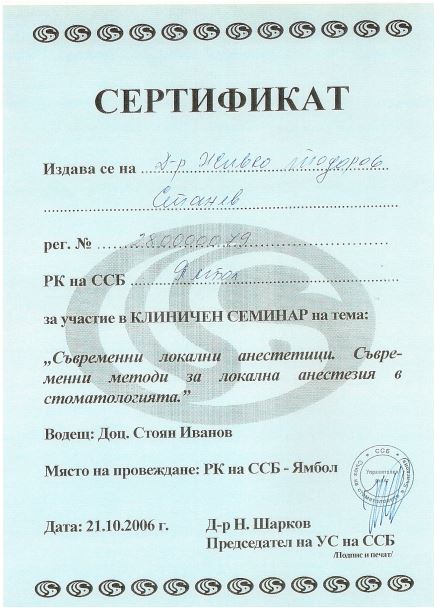 СЕРТИФИКАТ
Издава се на Д-р Живко Тодоров
Станев
рег. № 280000079
РК на ССБ Ямбол
за участие в КЛИНИЧЕН СЕМИНАР на тема:
„Съвременни локални анестетици. Съвре-
менни методи за локална анестезия в
стоматологията.”
Водещ: Доц. Стоян Иванов
Място на провеждане: РК на ССБ - Ямбол
ССБ
Дата: 21.10.2006 г.
Д-р Н. Шарков
Председател на УС на ССБ
/Подпис и печат/